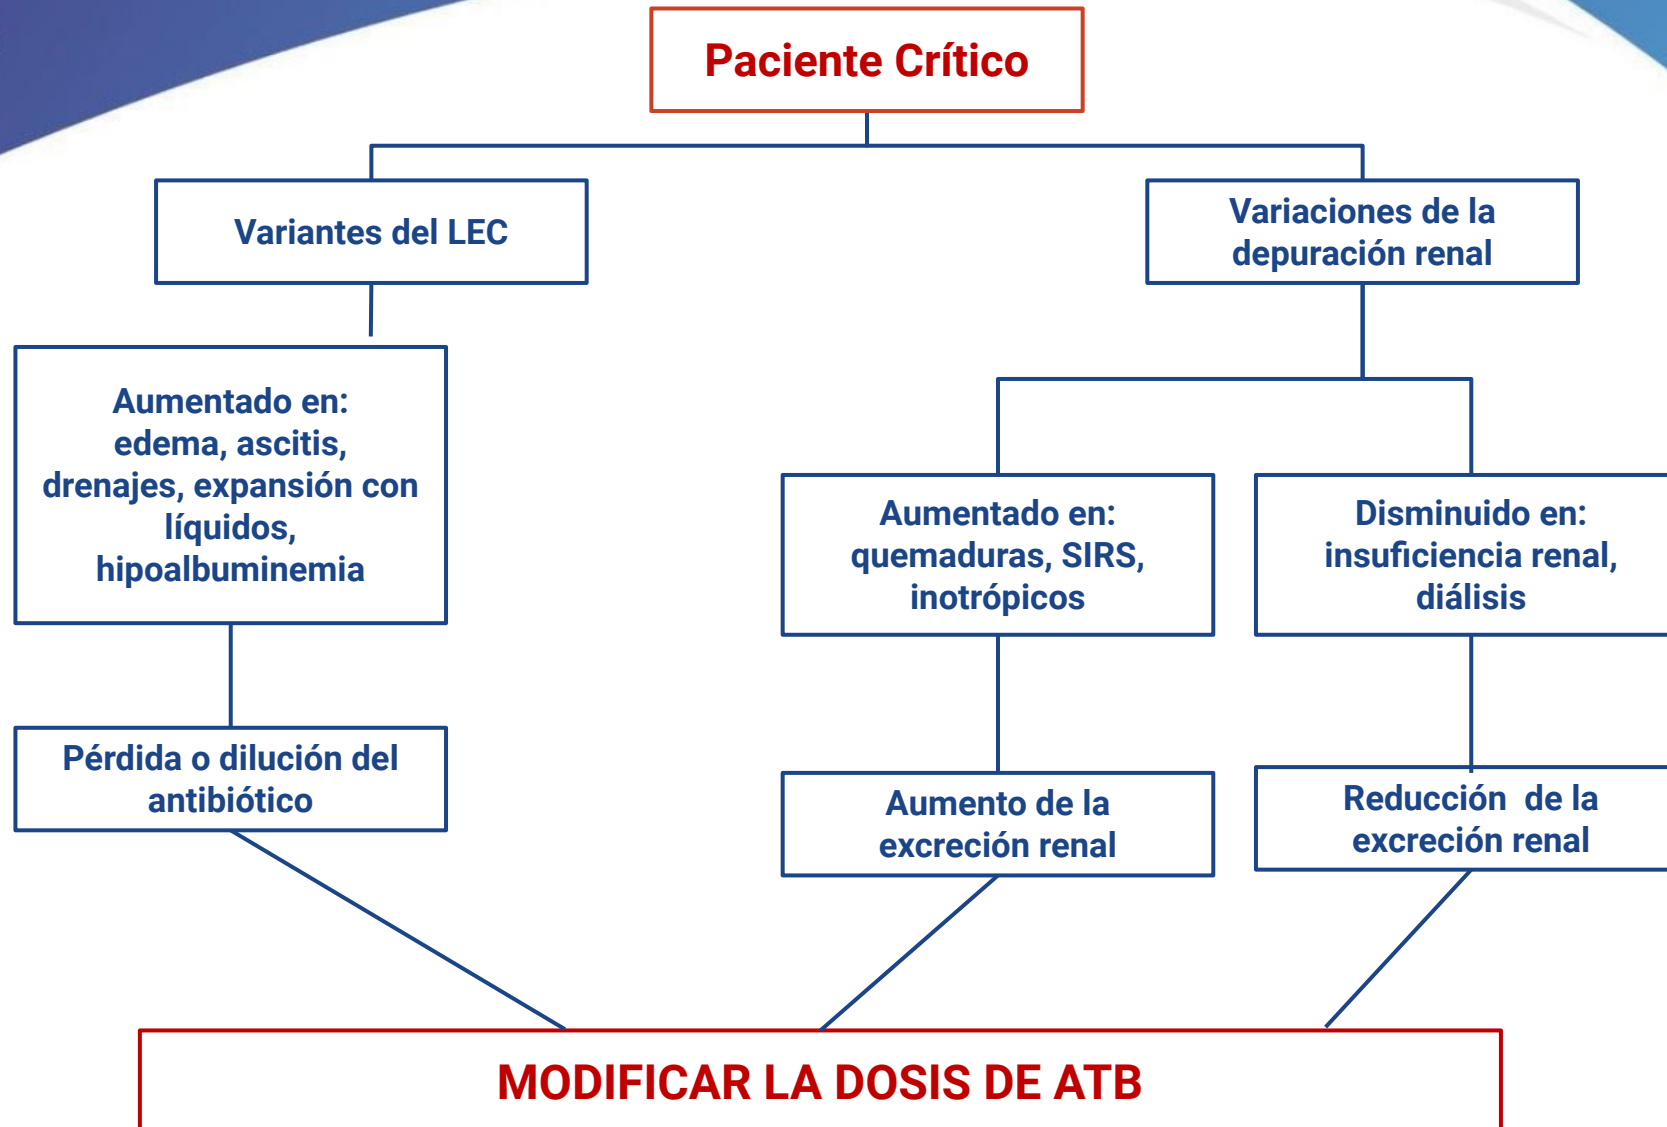 Paciente Crítico
Variantes del LEC
Variaciones de la
depuración renal
Aumentado en:
edema, ascitis,
drenajes, expansión con
líquidos,
hipoalbuminemia
Aumentado en:
quemaduras, SIRS,
inotrópicos
Disminuido en:
insuficiencia renal,
diálisis
Pérdida o dilución del
antibiótico
Aumento de la
excreción renal
Reducción  de la
excreción renal
MODIFICAR LA DOSIS DE ATB